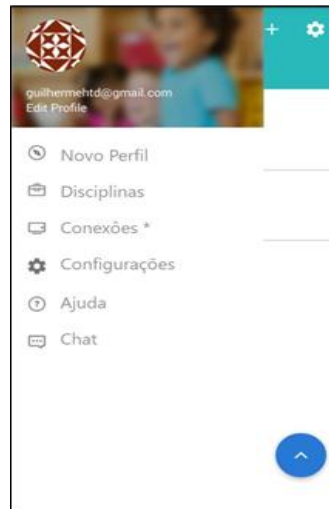 guilhermehtd@gmail.com
Edit Profile
Novo Perfil
Disciplinas
Conexões *
Configurações
Ajuda
Chat